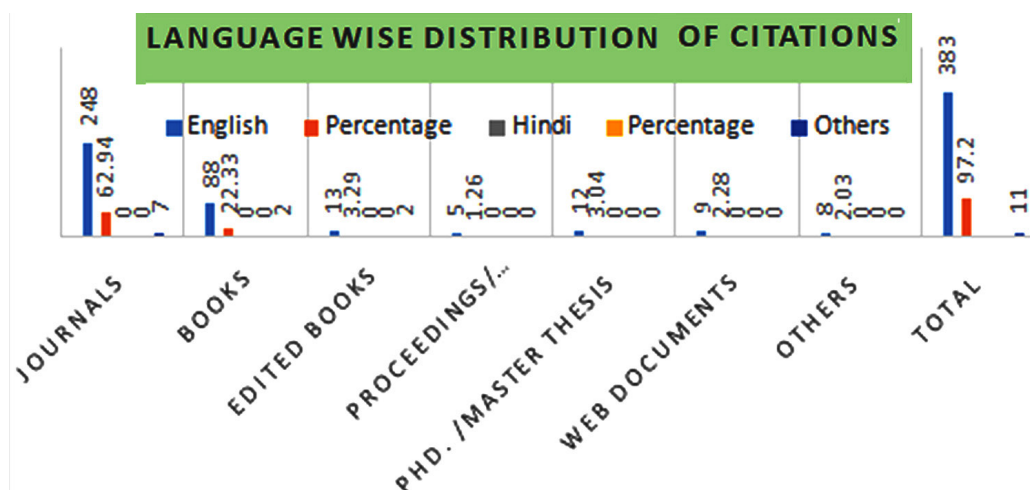 LANGUAGE WISE DISTRIBUTION OF CITATIONS
English Percentage Hindi Percentage Others
248 62.94 0 0 7
88 22.33 0 0 2
13 3.29 0 0 2
5 1.26 0 0 0
12 3.04 0 0 0
9 2.28 0 0 0
8 2.03 0 0 0
383 97.2 11
JOURNALS
BOOKS
EDITED BOOKS
PROCEEDINGS/...
PHD. /MASTER THESIS
WEB DOCUMENTS
OTHERS
TOTAL